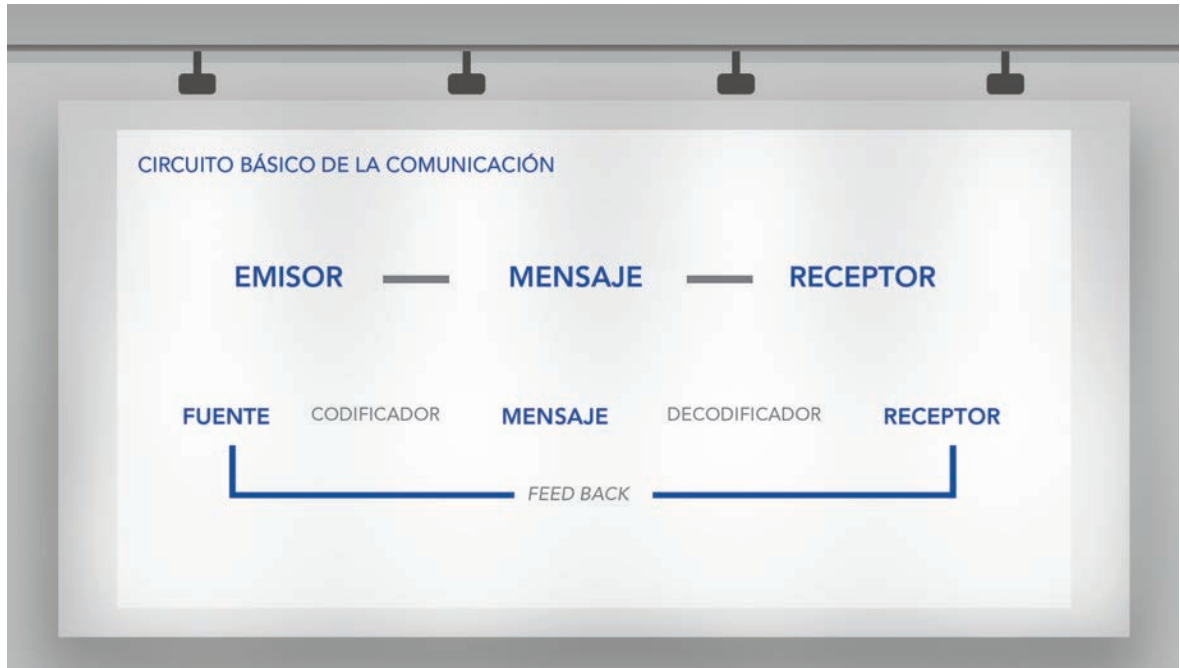 CIRCUITO BÁSICO DE LA COMUNICACIÓN
EMISOR MENSAJE RECEPTOR
FUENTE CODIFICADOR MENSAJE DECODIFICADOR RECEPTOR
FEED BACK